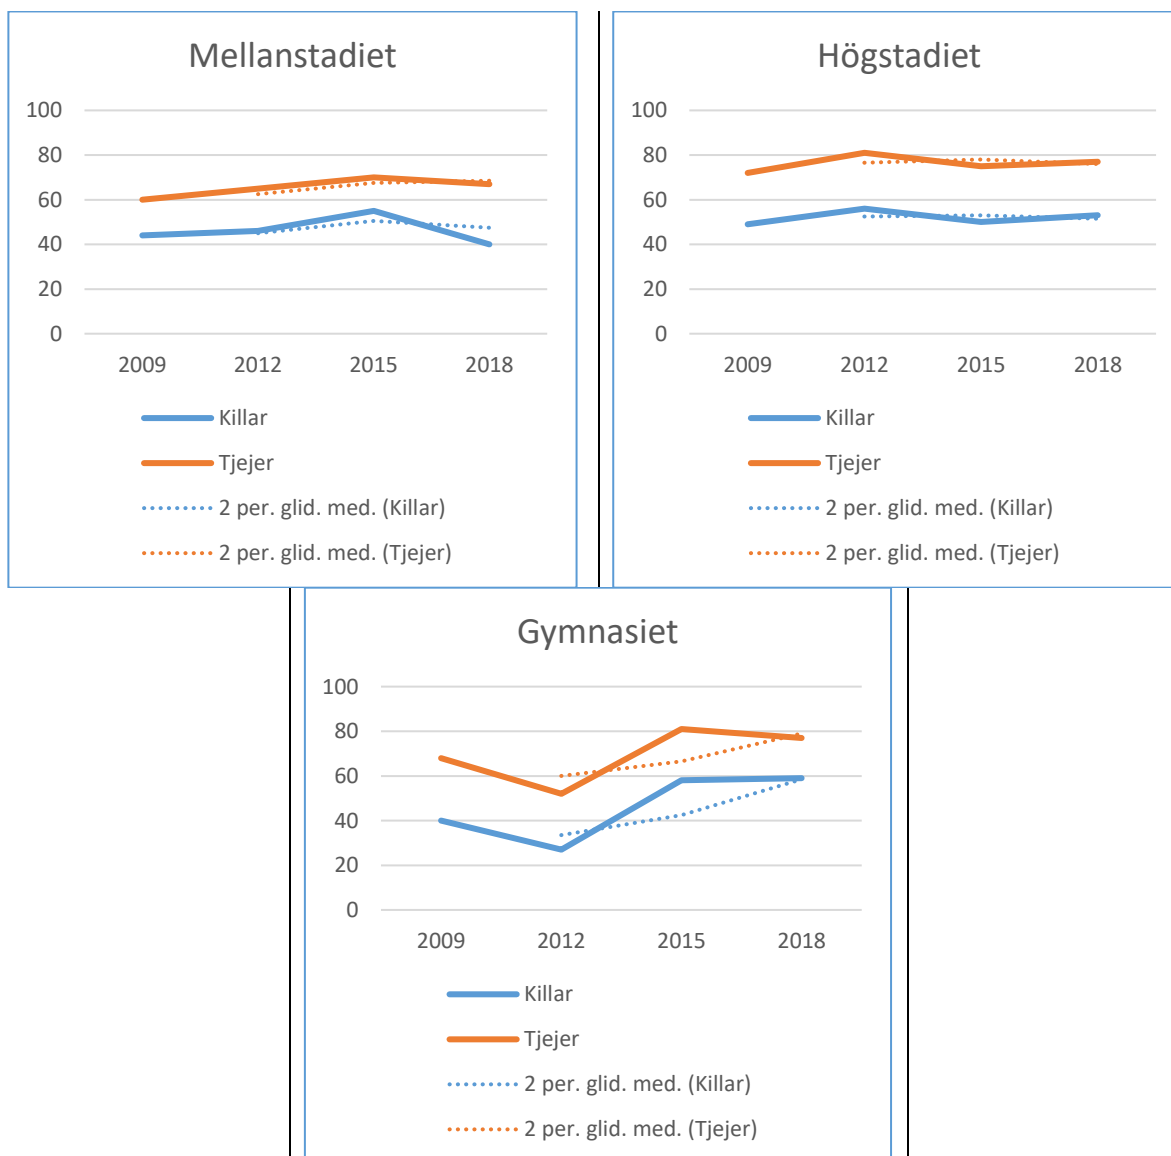 Mellanstadiet
100
80
60
40
20
0
2009 2012 2015 2018
Killar
Tjejer
2 per. glid. med. (Killar)
2 per. glid. med. (Tjejer)
Högstadiet
100
80
60
40
20
0
2009 2012 2015 2018
Killar
Tjejer
2 per. glid. med. (Killar)
2 per. glid. med. (Tjejer)
Gymnasiet
100
80
60
40
20
0
2009 2012 2015 2018
Killar
Tjejer
2 per. glid. med. (Killar)
2 per. glid. med. (Tjejer)